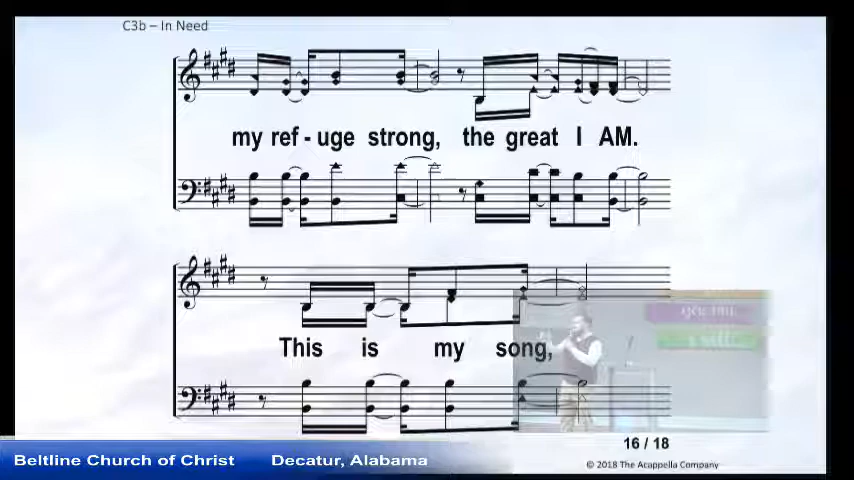 C3b – In Need
my ref - uge strong, the great I AM.
This is my song,
16 / 18
© 2018 The Acappella Company
Beltline Church of Christ Decatur, Alabama